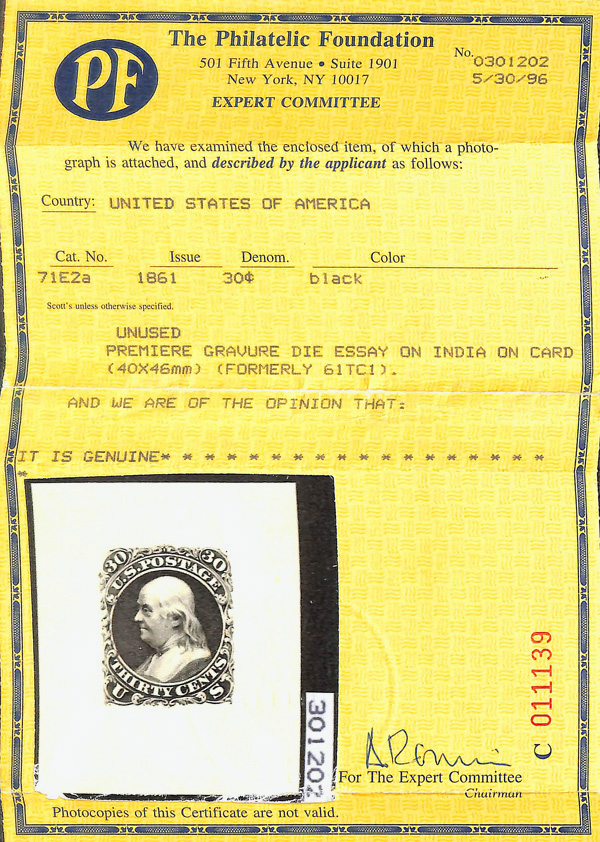 PF
The Philatelic Foundation
501 Fifth Avenue • Suite 1901
New York, NY 10017
EXPERT COMMITTEE
No. 0301202
5/30/96
We have examined the enclosed item, of which a photo-
graph is attached, and described by the applicant as follows:
Country: UNITED STATES OF AMERICA
Cat. No. Issue Denom. Color
71E2a 1861 30¢ black
Scott's unless otherwise specified.
UNUSED
PREMIERE GRAVURE DIE ESSAY ON INDIA ON CARD
(40X46mm) (FORMERLY 61TC1).
AND WE ARE OF THE OPINION THAT:
IT IS GENUINE* * * * * * * * * * * * * * * * * *
*
30 30
U.S. POSTAGE
THIRTY CENTS
U S
301202
C 011139
For The Expert Committee
Chairman
Photocopies of this Certificate are not valid.